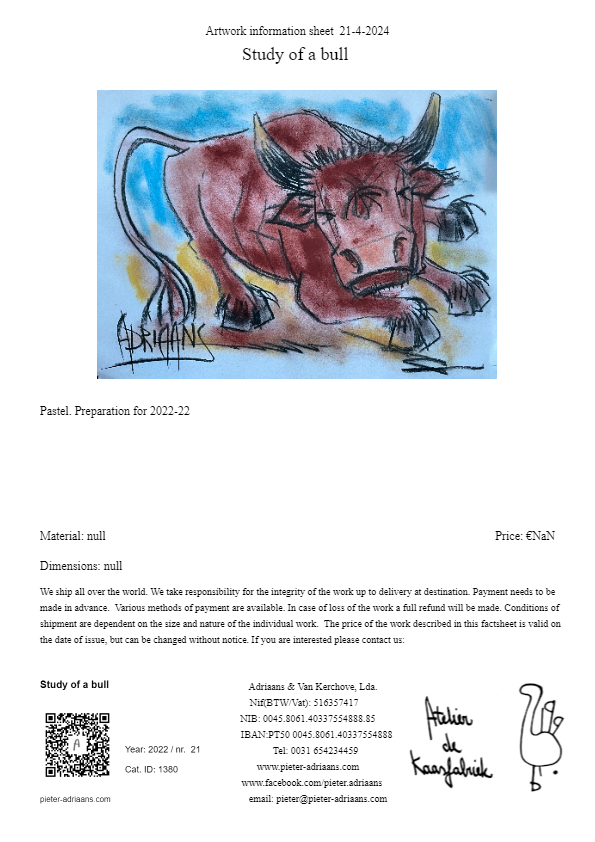 Artwork information sheet 21-4-2024
Study of a bull
ADRIAANS
Pastel. Preparation for 2022-22
Material: null
Price: €NaN
Dimensions: null
We ship all over the world. We take responsibility for the integrity of the work up to delivery at destination. Payment needs to be
made in advance. Various methods of payment are available. In case of loss of the work a full refund will be made. Conditions of
shipment are dependent on the size and nature of the individual work. The price of the work described in this factsheet is valid on
the date of issue, but can be changed without notice. If you are interested please contact us:
Study of a bull
A
Year: 2022 / nr. 21
Cat. ID: 1380
pieter-adriaans.com
Adriaans & Van Kerchove, Lda.
Nif(BTW/Vat): 516357417
NIB: 0045.8061.40337554888.85
IBAN:PT50 0045.8061.40337554888
Tel: 0031 654234459
www.pieter-adriaans.com
www.facebook.com/pieter.adriaans
email: pieter@pieter-adriaans.com
Atelier
de
Kaasfabriek